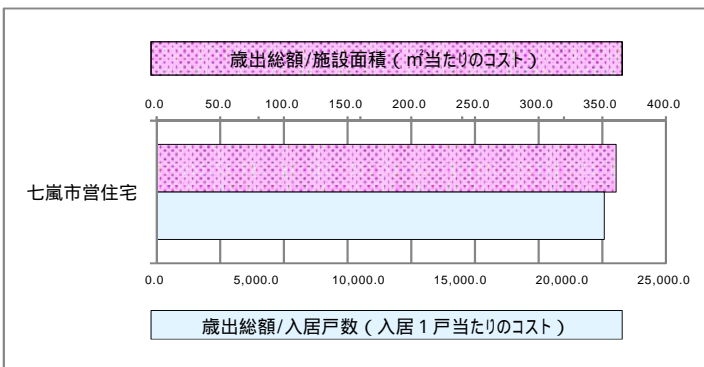 歳出総額/施設面積（㎡当たりのコスト）
0.0 50.0 100.0 150.0 200.0 250.0 300.0 350.0 400.0
七嵐市営住宅
0.0 5,000.0 10,000.0 15,000.0 20,000.0 25,000.0
歳出総額/入居戸数（入居１戸当たりのコスト）